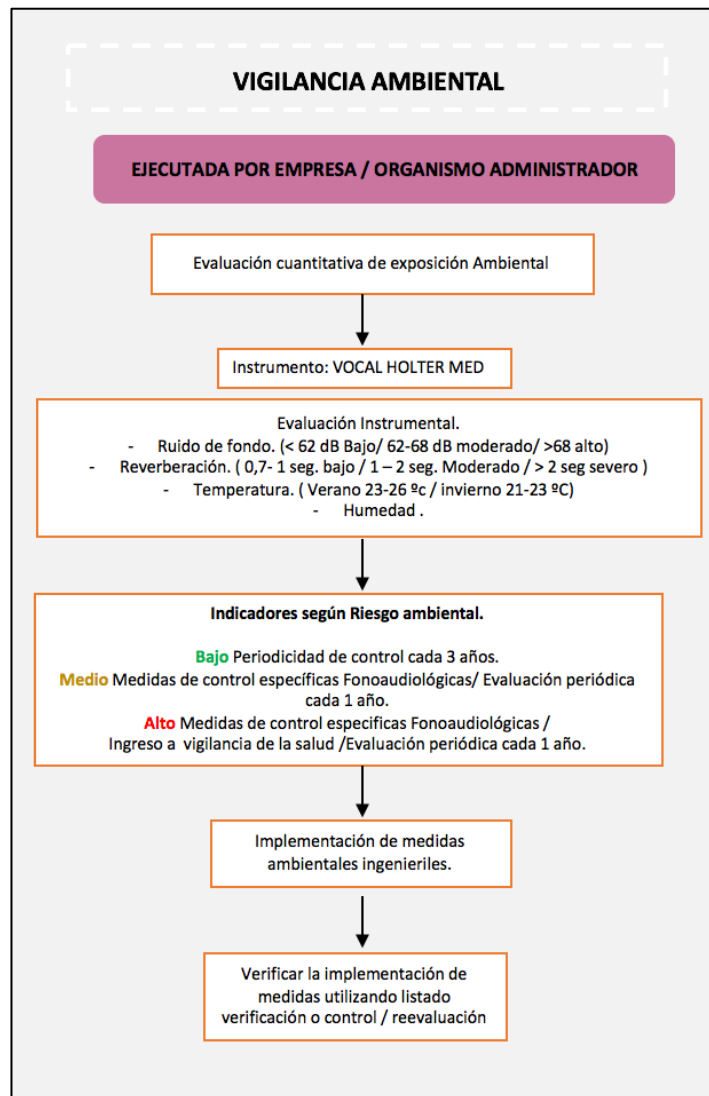 VIGILANCIA AMBIENTAL
EJECUTADA POR EMPRESA / ORGANISMO ADMINISTRADOR
Evaluación cuantitativa de exposición Ambiental
Instrumento: VOCAL HOLTER MED
Evaluación Instrumental.
- Ruido de fondo. (< 62 dB Bajo/ 62-68 dB moderado/ >68 alto)
- Reverberación. ( 0,7- 1 seg. bajo / 1 – 2 seg. Moderado / > 2 seg severo )
- Temperatura. ( Verano 23-26 ºc / invierno 21-23 ºC)
- Humedad .
Indicadores según Riesgo ambiental.
Bajo Periodicidad de control cada 3 años.
Medio Medidas de control específicas Fonoaudiológicas/ Evaluación periódica
cada 1 año.
Alto Medidas de control especificas Fonoaudiológicas /
Ingreso a vigilancia de la salud /Evaluación periódica cada 1 año.
Implementación de medidas
ambientales ingenieriles.
Verificar la implementación de
medidas utilizando listado
verificación o control / reevaluación